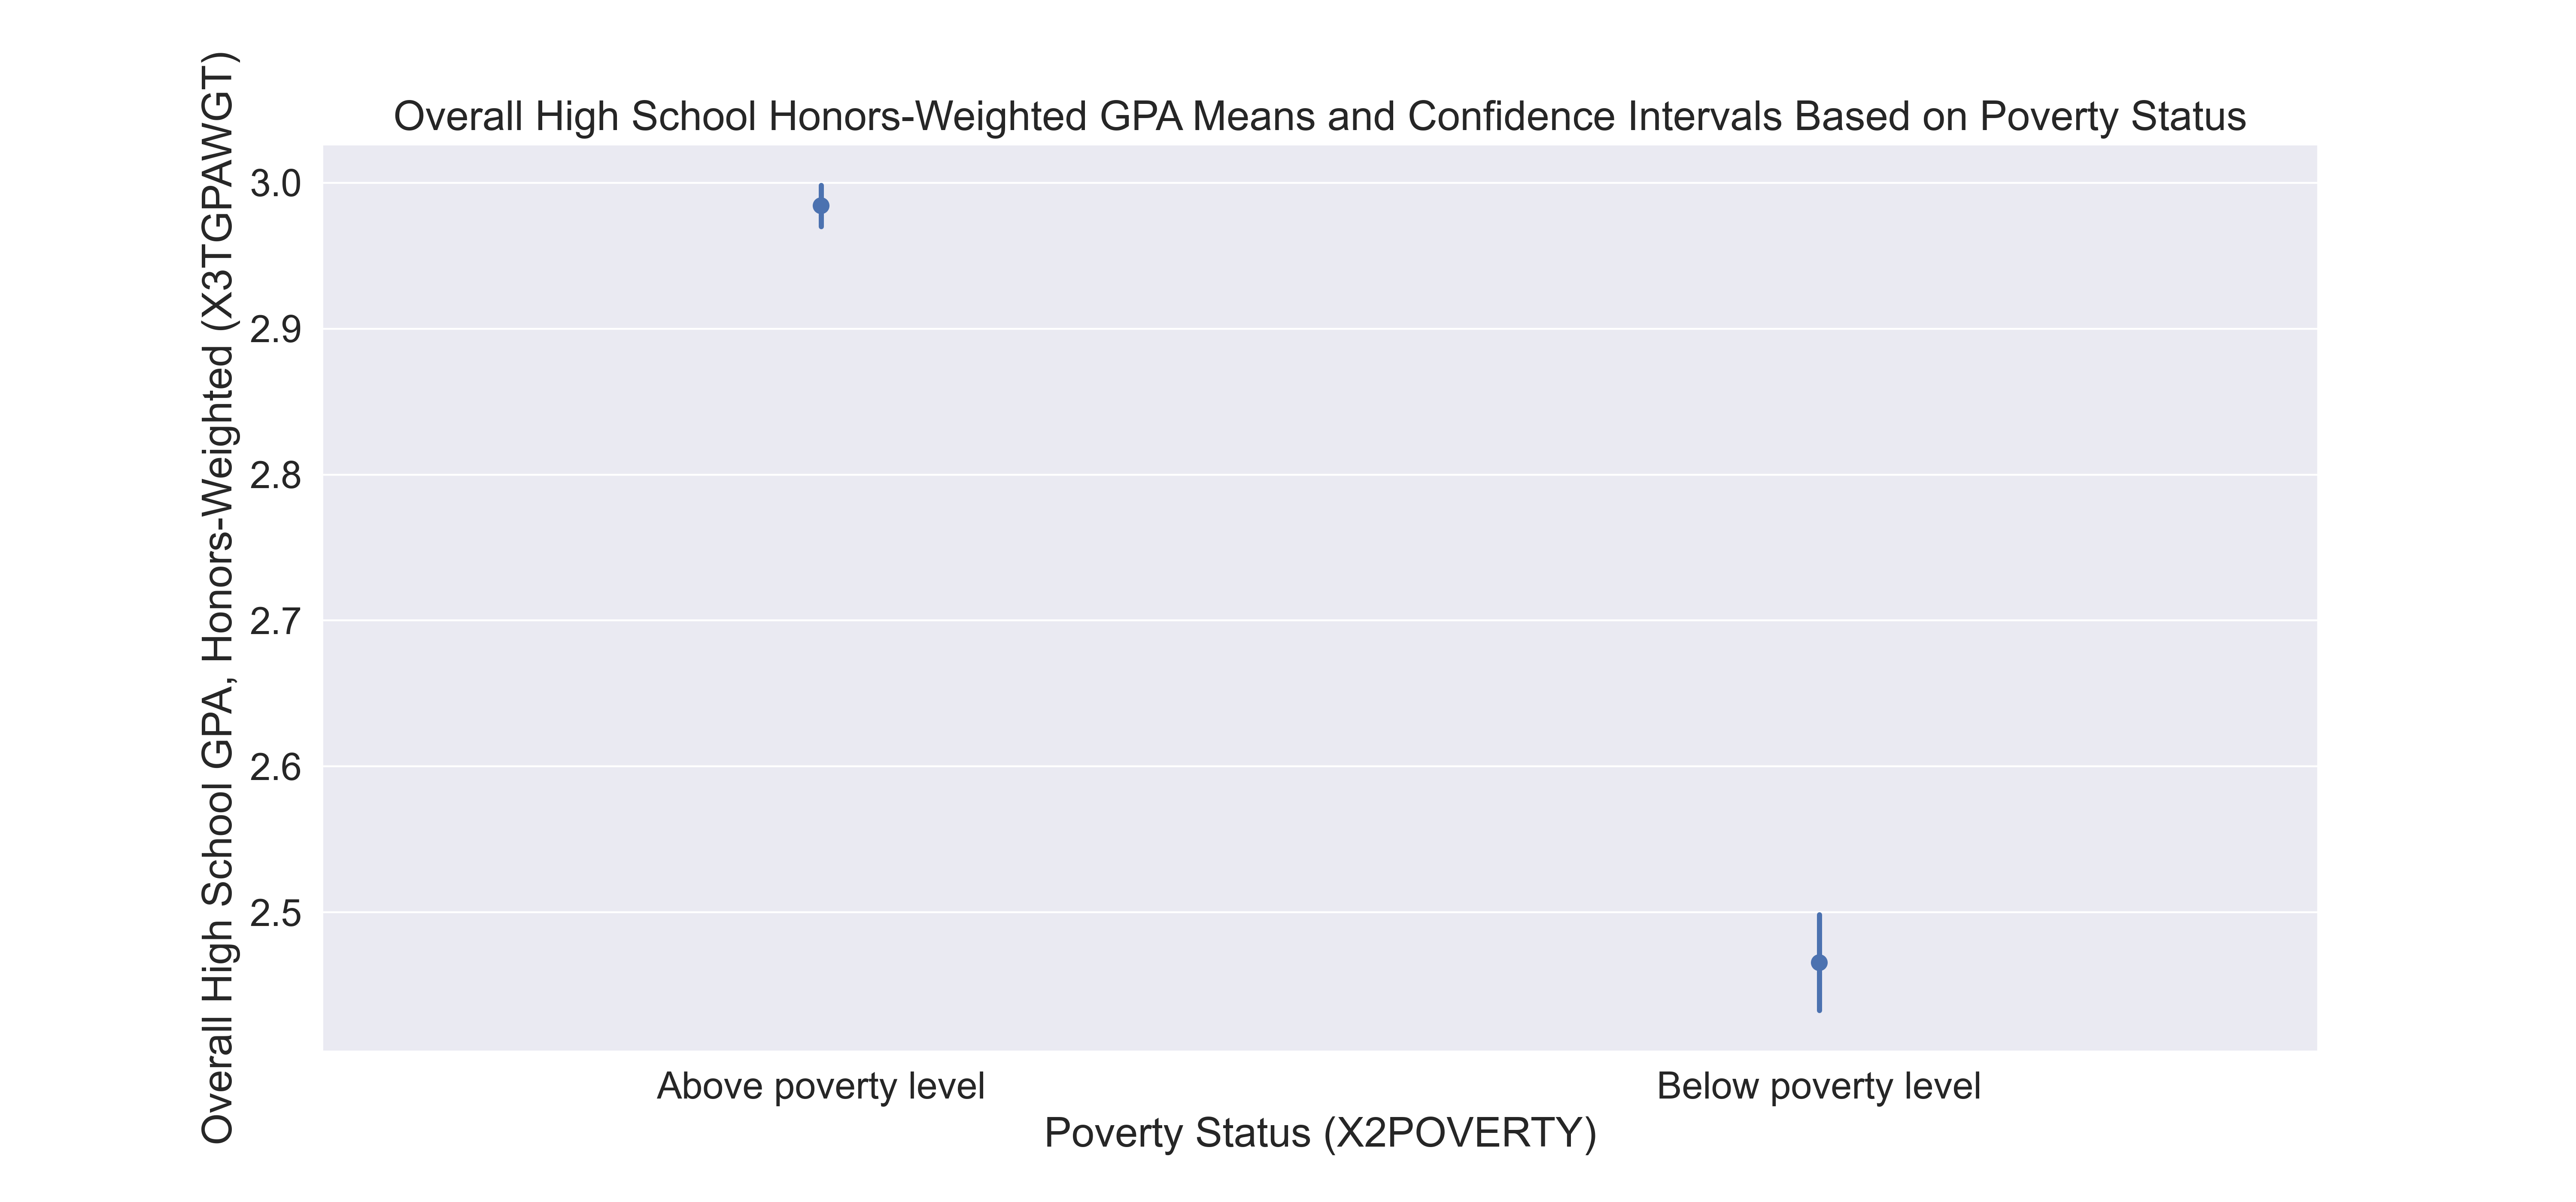 Overall High School Honors-Weighted GPA Means and Confidence Intervals Based on Poverty Status
Overall High School GPA, Honors-Weighted (X3TGPAWGT)
3.0
2.9
2.8
2.7
2.6
2.5
Above poverty level
Below poverty level
Poverty Status (X2POVERTY)